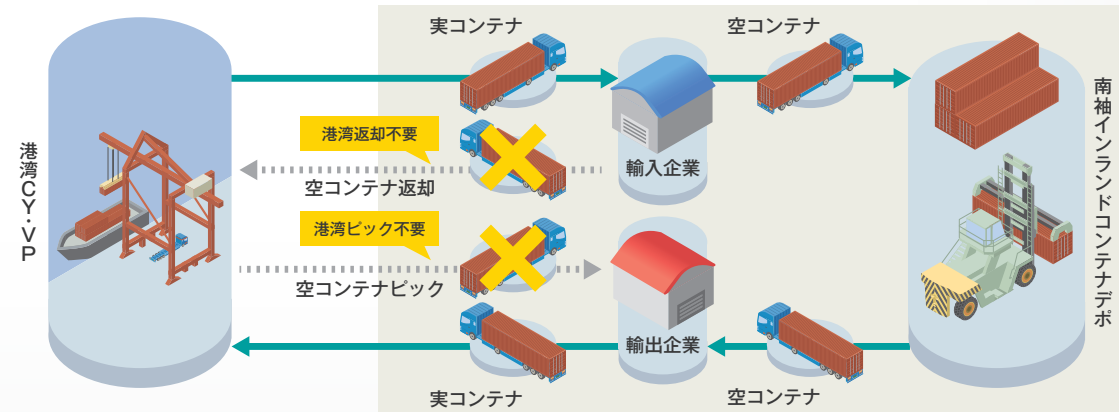 実コンテナ
空コンテナ
港湾返却不要
輸入企業
空コンテナ返却
港湾CY・VP
南袖インランドコンテナデポ
港湾ピック不要
空コンテナピック
輸出企業
実コンテナ
空コンテナ